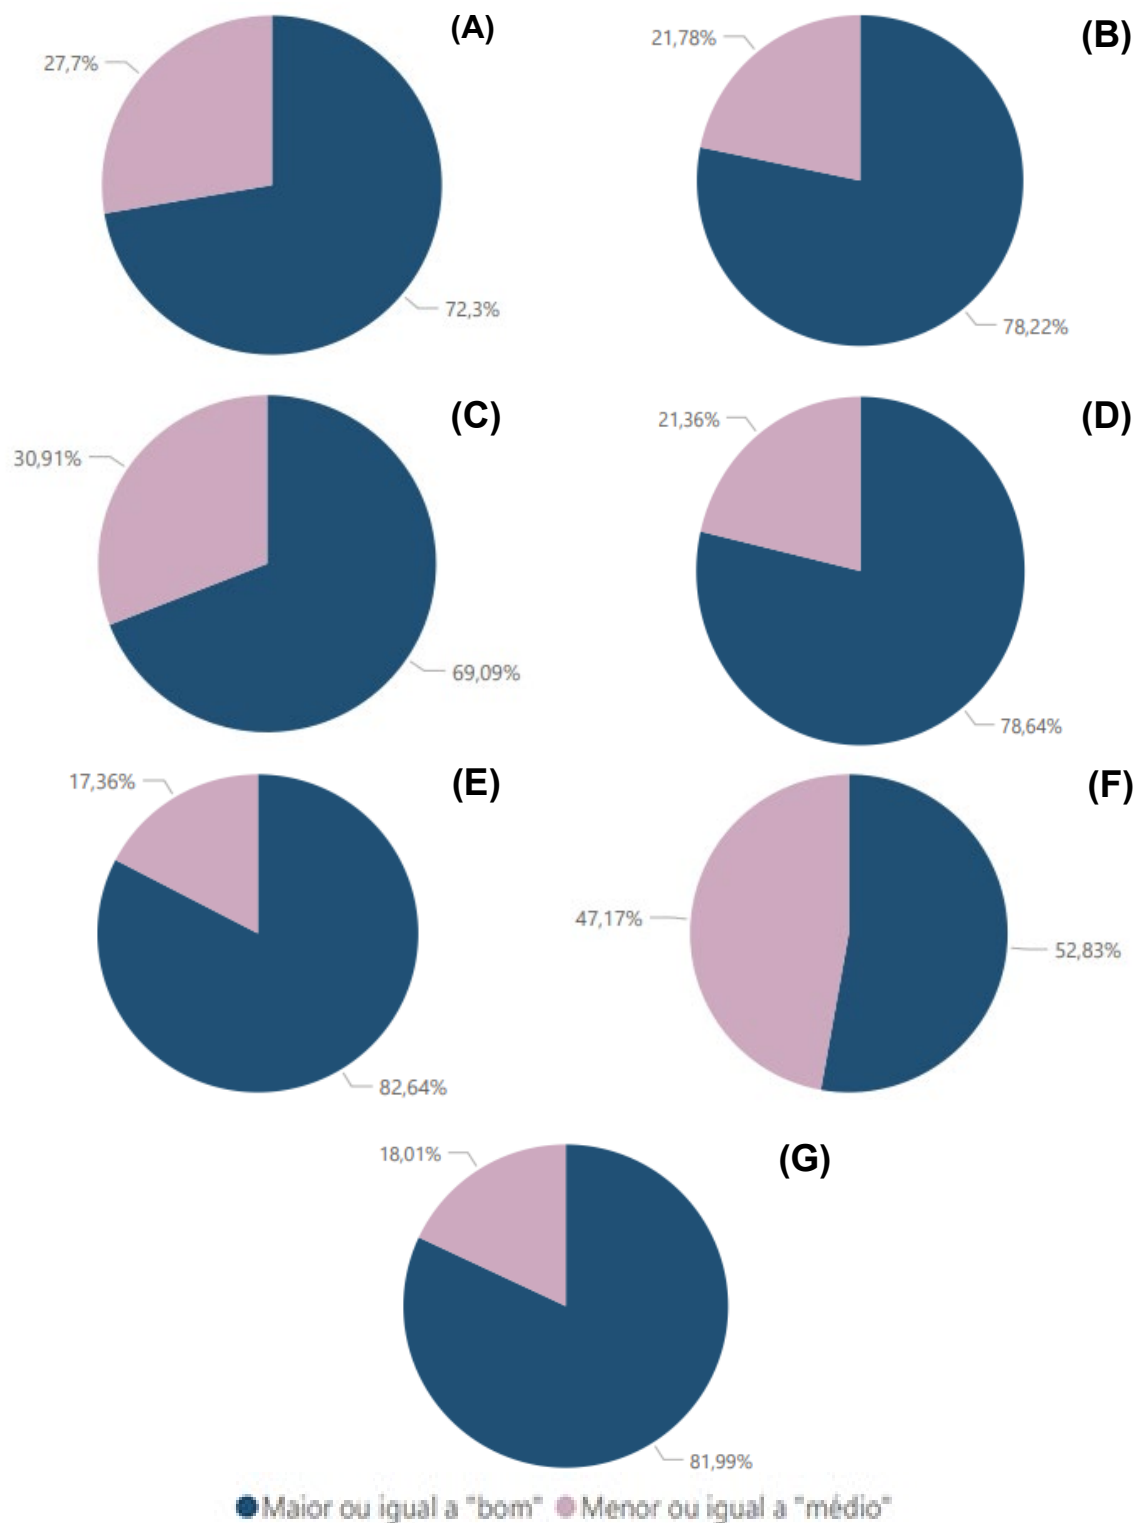 (A)
27,7%
72,3%
(B)
21,78%
78,22%
(C)
30,91%
69,09%
(D)
21,36%
78,64%
(E)
17,36%
82,64%
(F)
47,17%
52,83%
(G)
18,01%
81,99%
Maior ou igual a "bom" Menor ou igual a "médio"